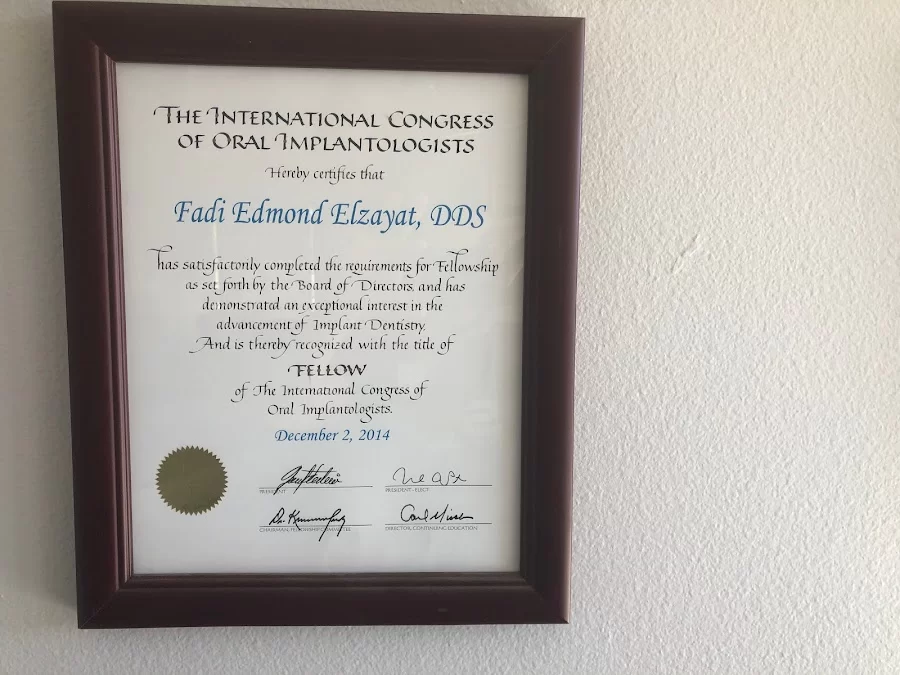 THE INTERNATIONAL CONGRESS
OF ORAL IMPLANTOLOGISTS
Hereby certifies that
Fadi Edmond Elzayat, DDS
has satisfactorily completed the requirements for Fellowship
as set forth by the Board of Directors, and has
demonstrated an exceptional interest in the
advancement of Implant Dentistry.
And is thereby recognized with the title of
FELLOW
of The International Congress of
Oral Implantologists.
December 2, 2014
PRESIDENT
PRESIDENT - ELECT
CHAIRMAN, FELLOWSHIP COMMITTEE
DIRECTOR, CONTINUING EDUCATION